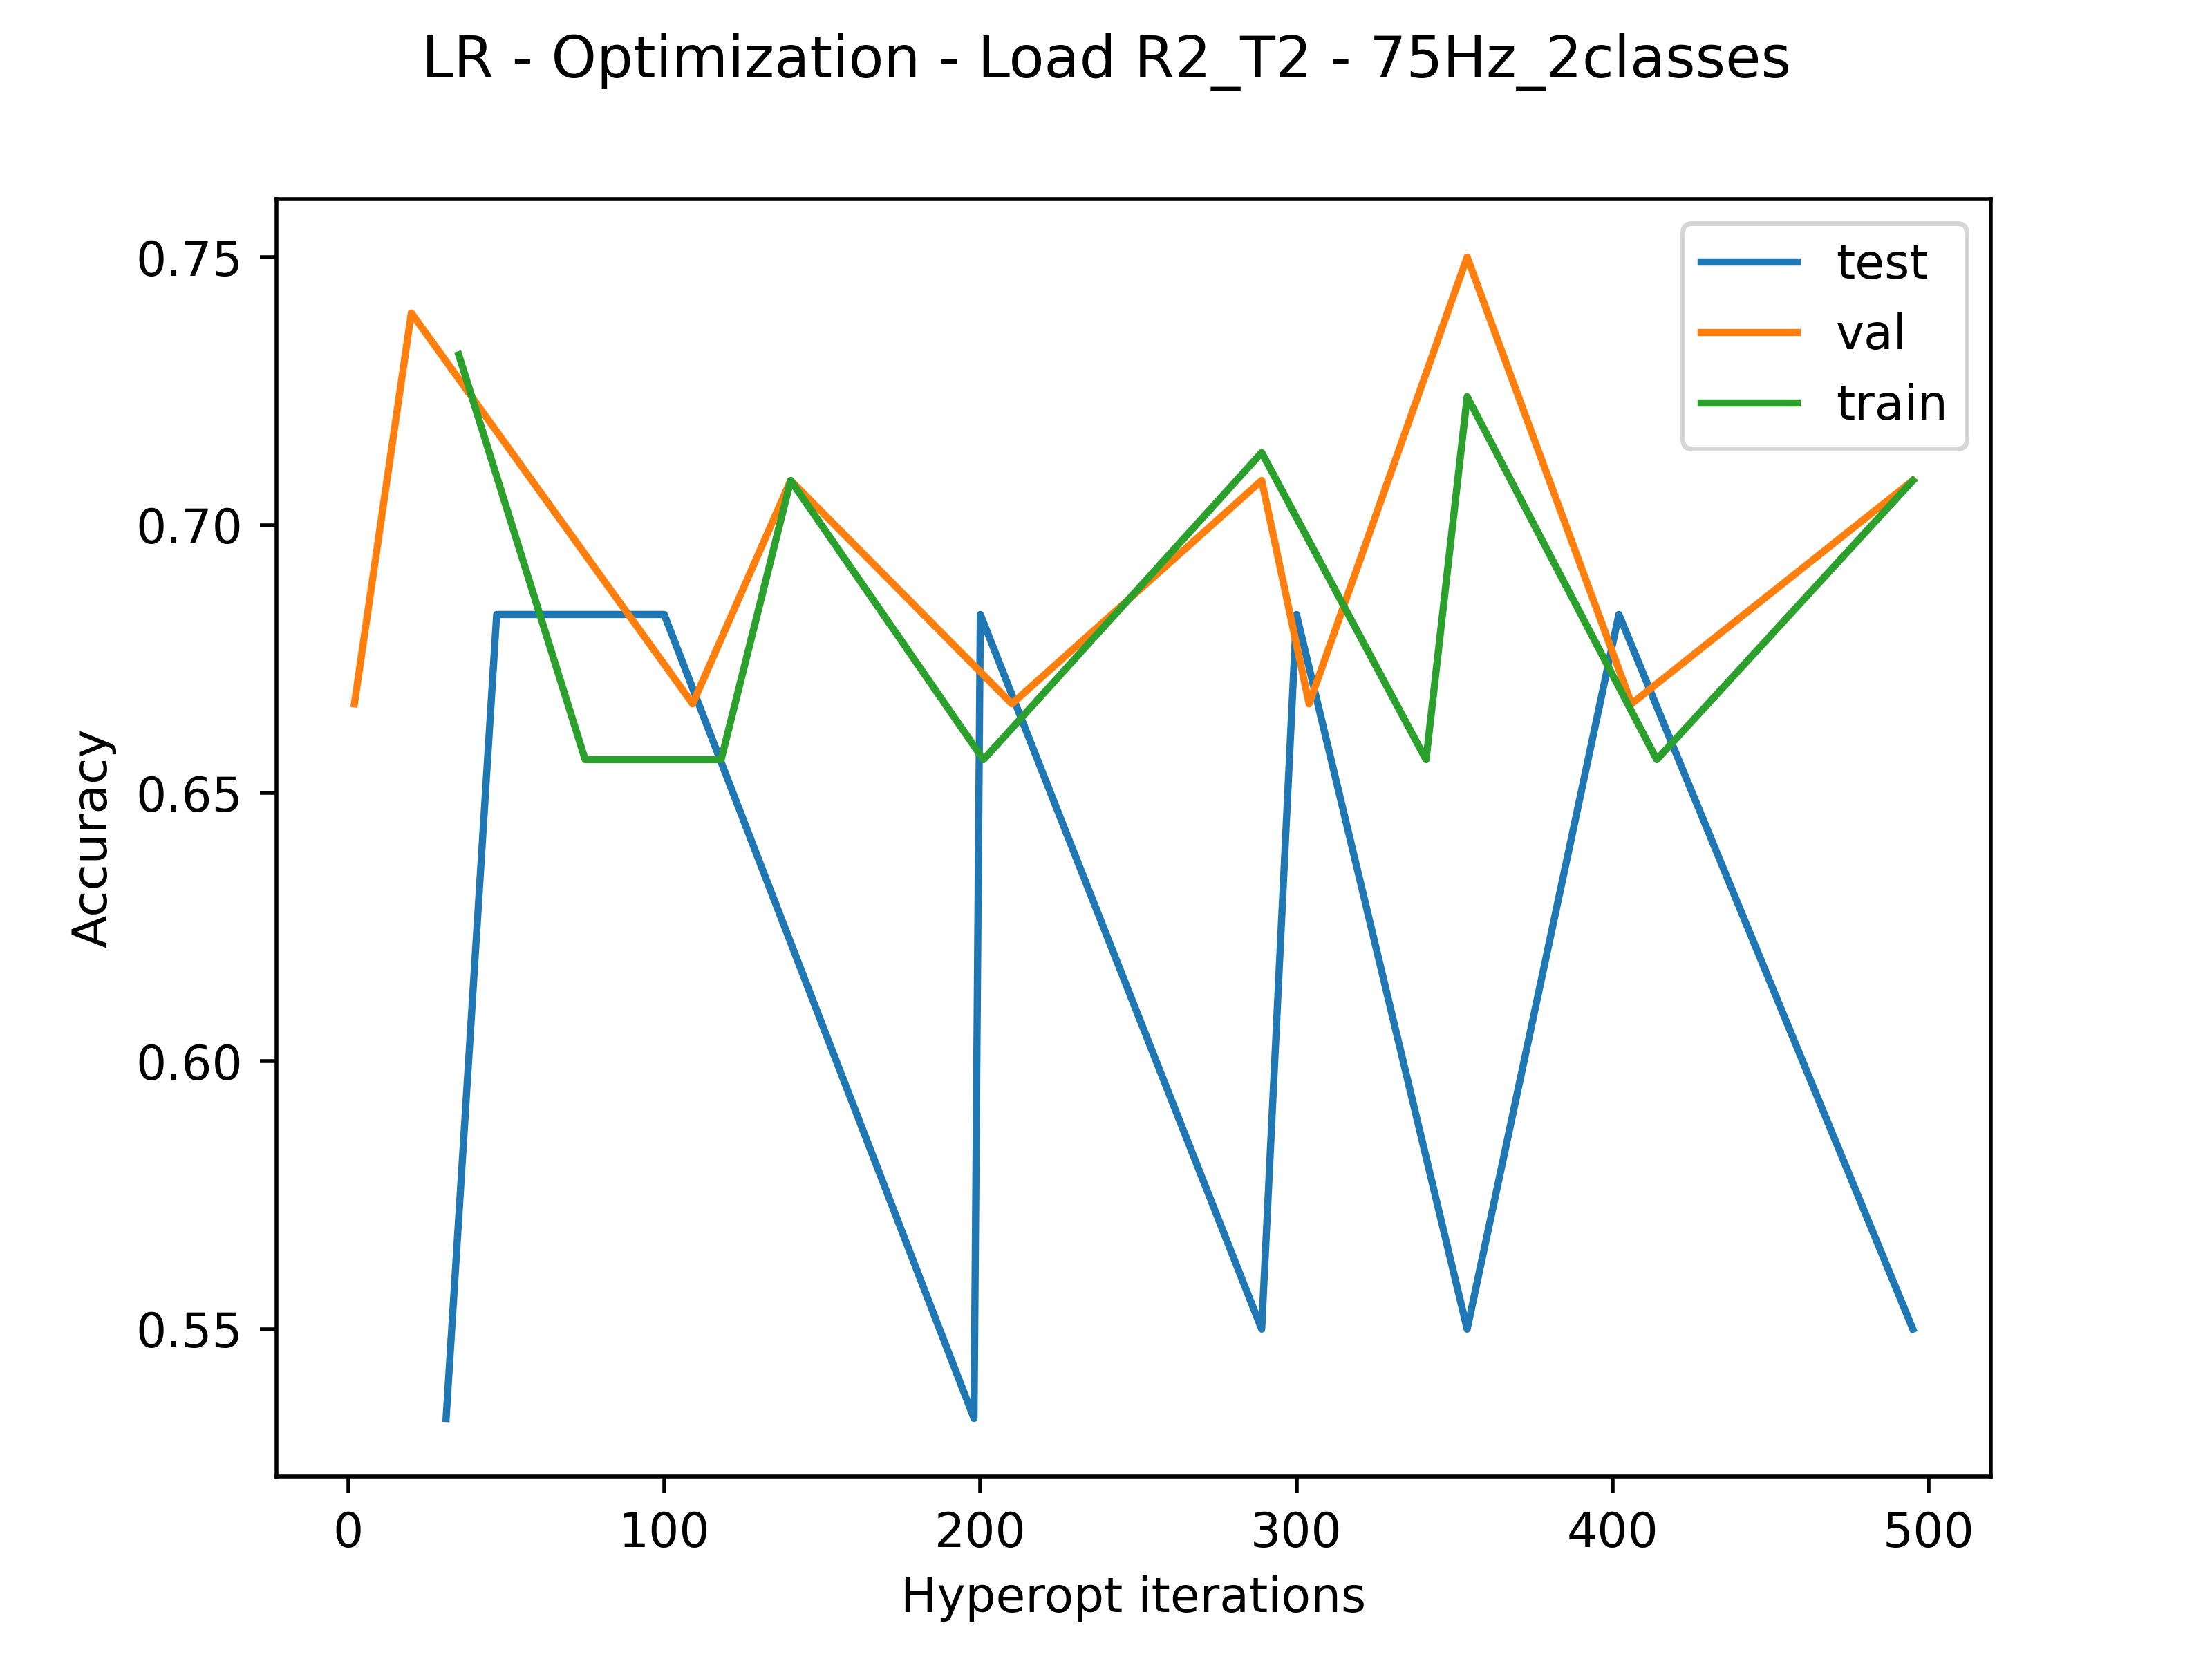 LR - Optimization - Load R2_T2 - 75Hz_2classes
test
val
train
0.75
0.70
0.65
0.60
0.55
Accuracy
0 100 200 300 400 500
Hyperopt iterations